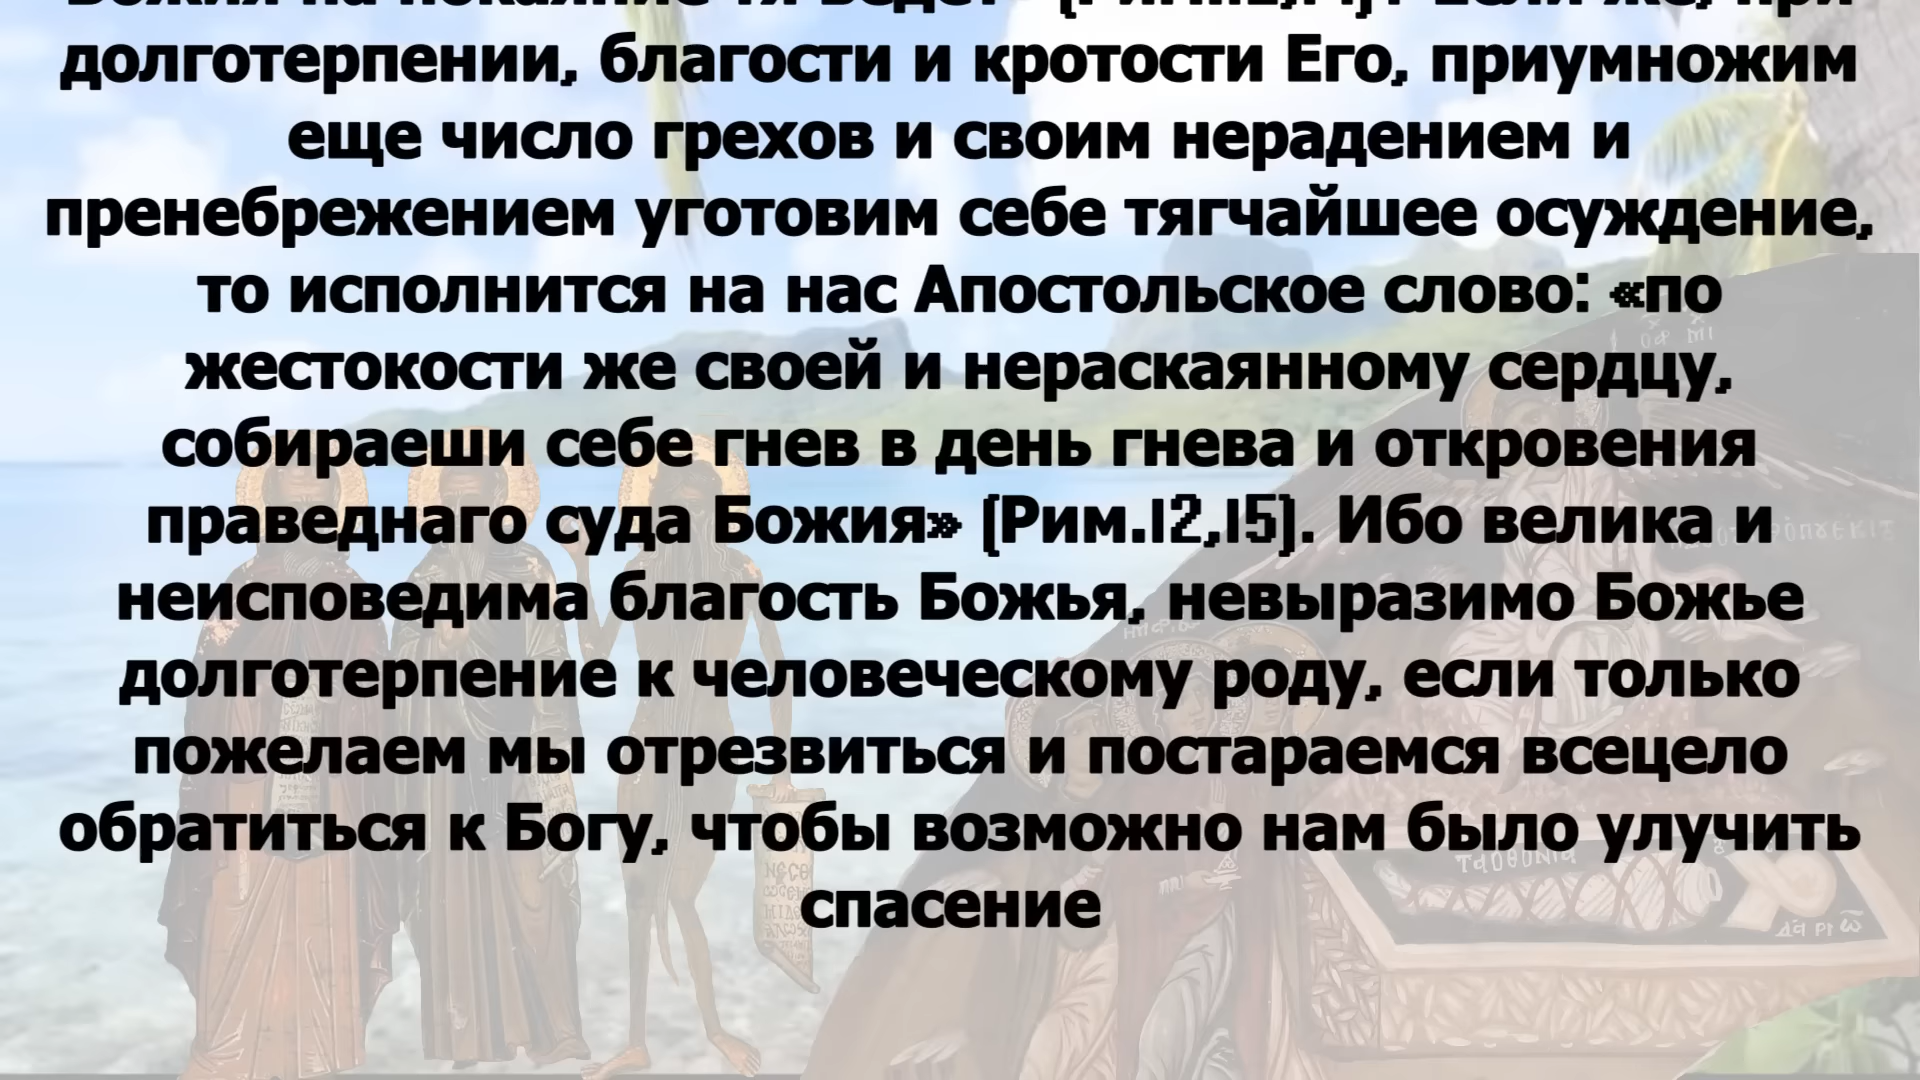 долготерпении, благости и кротости Его, приумножим
еще число грехов и своим нерадением и
пренебрежением уготовим себе тягчайшее осуждение,
то исполнится на нас Апостольское слово: «по
жестокости же своей и нераскаянному сердцу,
собираеши себе гнев в день гнева и откровения
праведнаго суда Божия» (Рим.12,15). Ибо велика и
неисповедима благость Божья, невыразимо Божье
долготерпение к человеческому роду, если только
пожелаем мы отрезвиться и постараемся всецело
обратиться к Богу, чтобы возможно нам было улучить
спасение